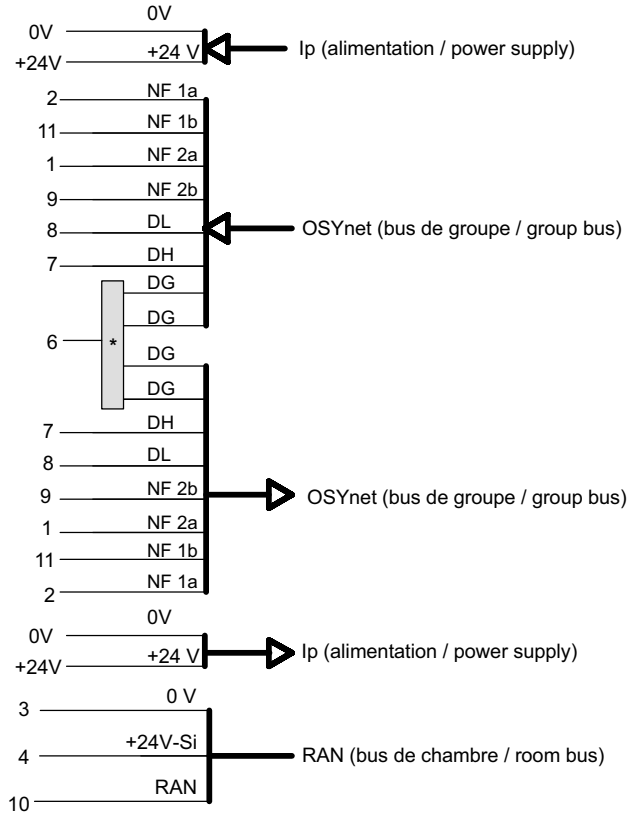 0V
0V
+24V
+24 V
Ip (alimentation / power supply)
2
NF 1a
11
NF 1b
1
NF 2a
9
NF 2b
8
DL
OSYnet (bus de groupe / group bus)
7
DH
DG
DG
6
*
DG
DG
7
DH
8
DL
9
NF 2b
OSYnet (bus de groupe / group bus)
1
NF 2a
11
NF 1b
2
NF 1a
0V
0V
+24V
+24 V
Ip (alimentation / power supply)
3
0 V
4
+24V-Si
RAN (bus de chambre / room bus)
10
RAN